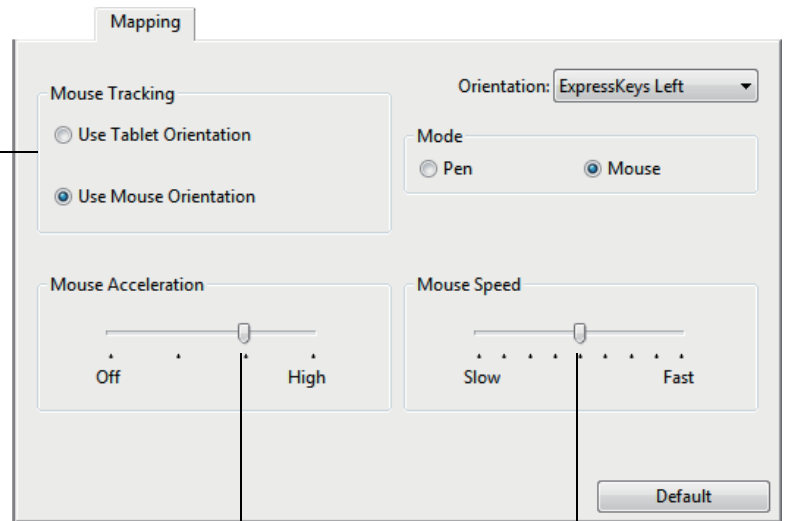 Mapping
Orientation: ExpressKeys Left
Mouse Tracking
Use Tablet Orientation
Use Mouse Orientation
Mode
Pen Mouse
Mouse Acceleration
Off High
Mouse Speed
Slow Fast
Default